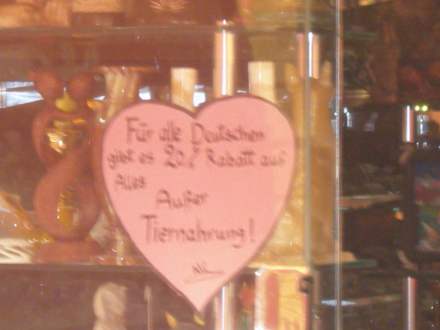 Für alle Deutschen
gibt es 20% Rabatt auf
Alles
Außer
Tiernahrung!